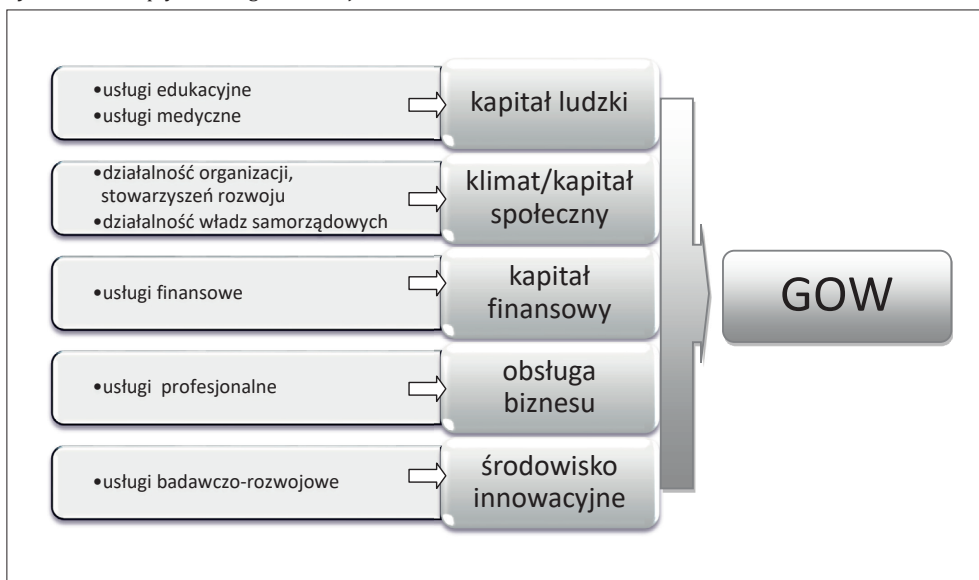 •usługi edukacyjne
•usługi medyczne
kapitał ludzki
•działalność organizacji,
stowarzyszeń rozwoju
•działalność władz samorządowych
klimat/kapitał
społeczny
•usługi finansowe
kapitał
finansowy
•usługi profesjonalne
obsługa
biznesu
•usługi badawczo-rozwojowe
środowisko
innowacyjne
GOW